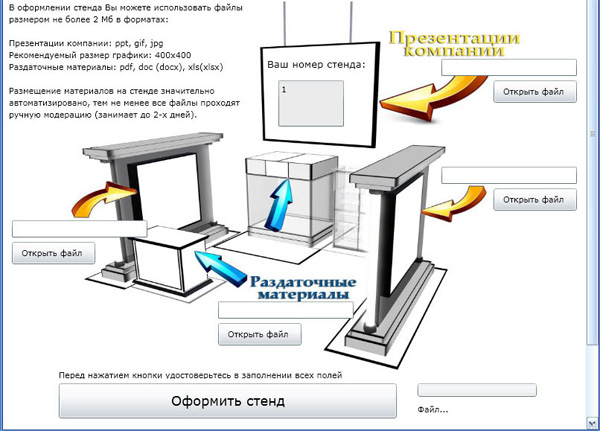 В оформлении стенда Вы можете использовать файлы
размером не более 2 Мб в форматах:
Презентации компании: ppt, gif, jpg
Рекомендуемый размер графики: 400x400
Раздаточные материалы: pdf, doc (docx), xls(xlsx)
Размещение материалов на стенде значительно
автоматизировано, тем не менее все файлы проходят
ручную модерацию (занимает до 2-х дней).
Презентации
компании
Ваш номер стенда:
1
Открыть файл
Открыть файл
Открыть файл
Раздаточные
материалы
Открыть файл
Перед нажатием кнопки удостоверьтесь в заполнении всех полей
Оформить стенд
Файл...